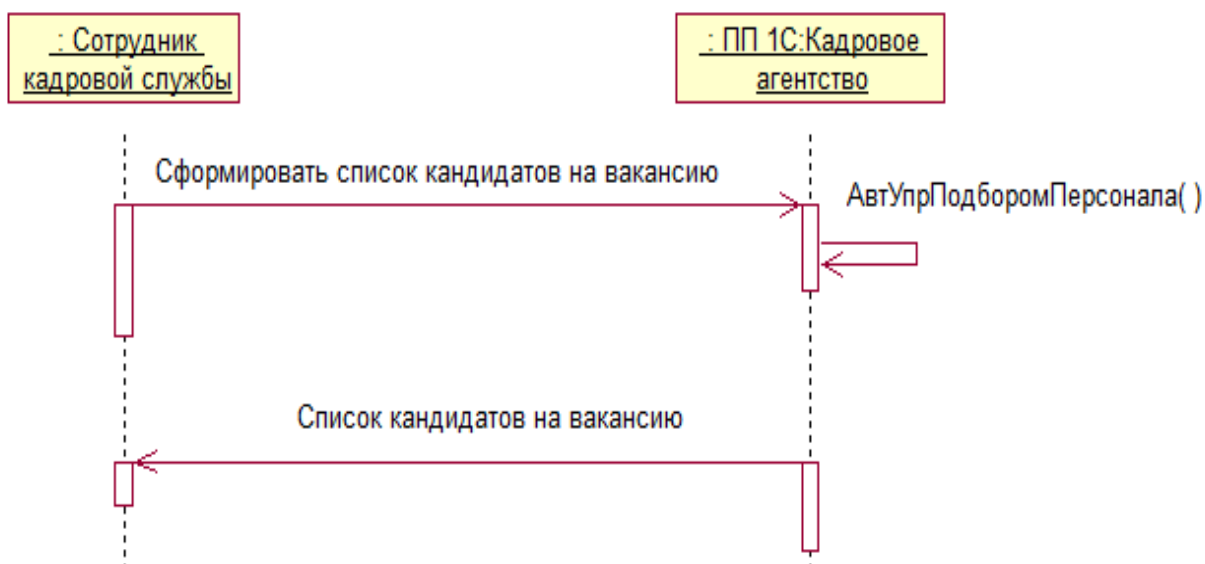 : Сотрудник
кадровой службы
: ПП 1С:Кадровое
агентство
Сформировать список кандидатов на вакансию
АвтУпрПодборомПерсонала( )
Список кандидатов на вакансию